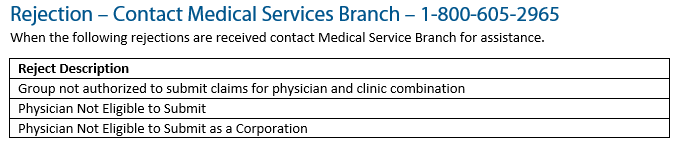 Rejection – Contact Medical Services Branch – 1-800-605-2965
When the following rejections are received contact Medical Service Branch for assistance.
Reject Description
Group not authorized to submit claims for physician and clinic combination
Physician Not Eligible to Submit
Physician Not Eligible to Submit as a Corporation